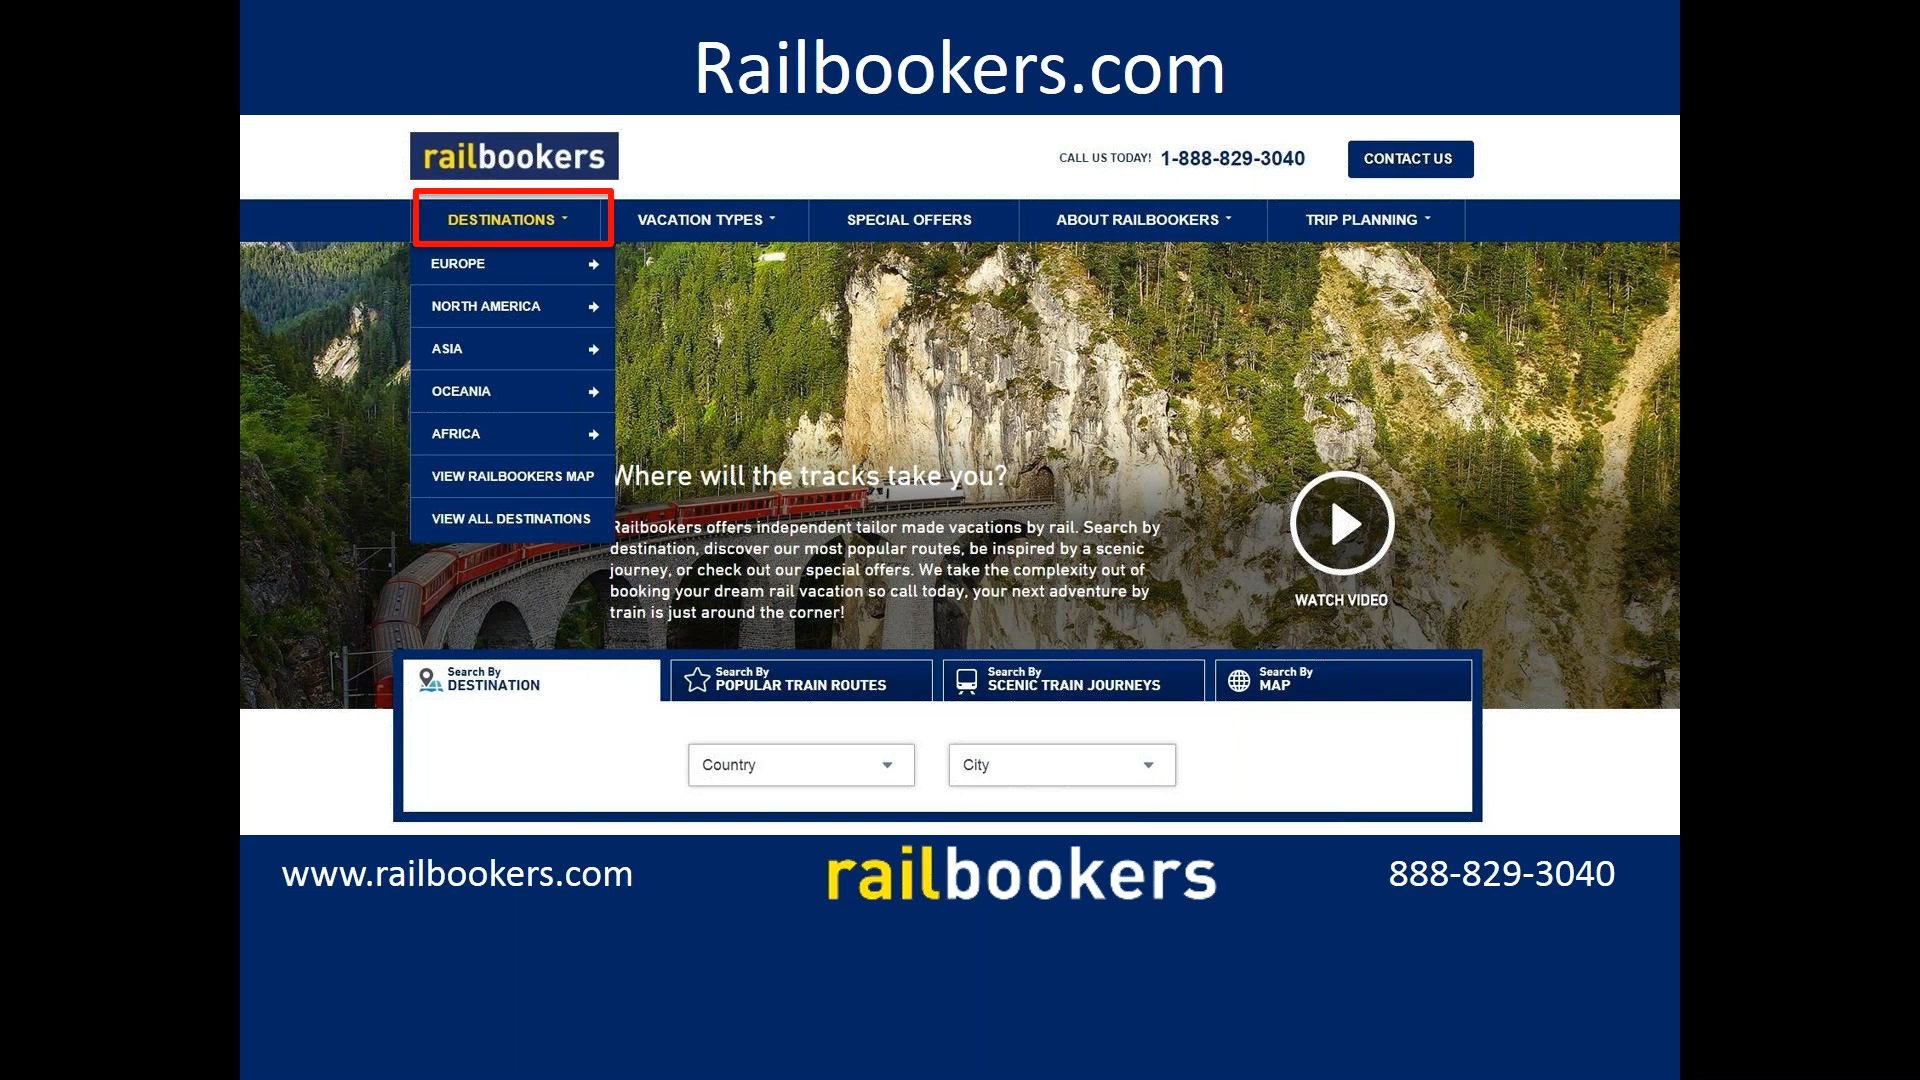 Railbookers.com
railbookers
CALL US TODAY! 1-888-829-3040
CONTACT US
DESTINATIONS
VACATION TYPES
SPECIAL OFFERS
ABOUT RAILBOOKERS
TRIP PLANNING
EUROPE
NORTH AMERICA
ASIA
OCEANIA
AFRICA
VIEW RAILBOOKERS MAP
VIEW ALL DESTINATIONS
Where will the tracks take you?
Railbookers offers independent tailor made vacations by rail. Search by
destination, discover our most popular routes, be inspired by a scenic
journey, or check out our special offers. We take the complexity out of
booking your dream rail vacation so call today, your next adventure by
train is just around the corner!
WATCH VIDEO
Search By
DESTINATION
Search By
POPULAR TRAIN ROUTES
Search By
SCENIC TRAIN JOURNEYS
Search By
MAP
Country
City
www.railbookers.com
railbookers
888-829-3040